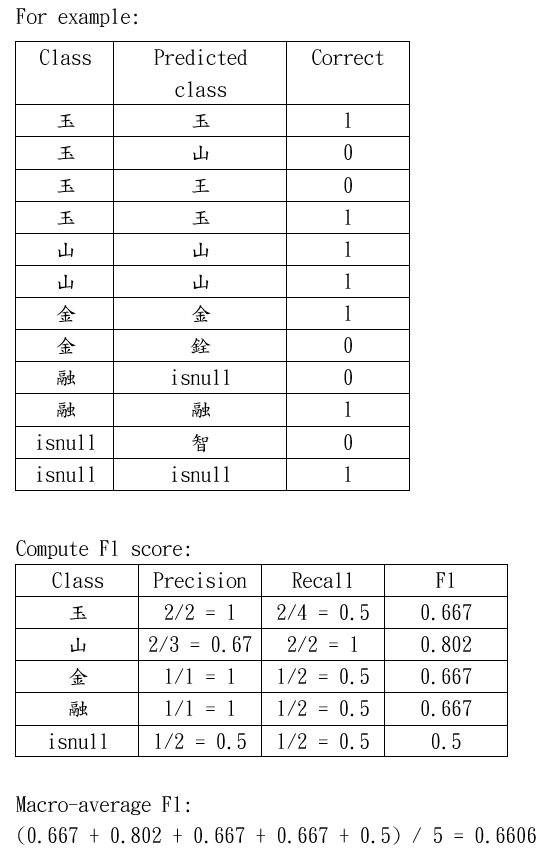 For example:
Class Predicted class Correct
玉 玉 1
玉 山 0
玉 王 0
玉 玉 1
山 山 1
山 山 1
金 金 1
金 銓 0
融 isnull 0
融 融 1
isnull 智 0
isnull isnull 1
Compute F1 score:
Class Precision Recall F1
玉 2/2 = 1 2/4 = 0.5 0.667
山 2/3 = 0.67 2/2 = 1 0.802
金 1/1 = 1 1/2 = 0.5 0.667
融 1/1 = 1 1/2 = 0.5 0.667
isnull 1/2 = 0.5 1/2 = 0.5 0.5
Macro-average F1:
(0.667 + 0.802 + 0.667 + 0.667 + 0.5) / 5 = 0.6606